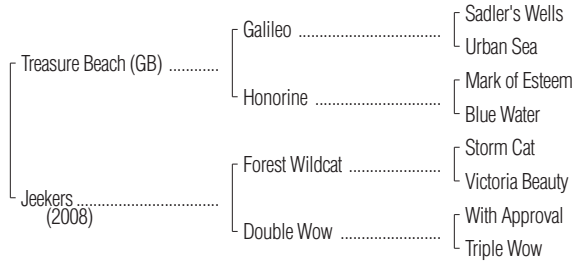 Sadler's Wells
Galileo ..............................
Urban Sea
Treasure Beach (GB) ............
Mark of Esteem
Honorine ...........................
Blue Water
Storm Cat
Forest Wildcat .....................
Victoria Beauty
Jeekers ...........................
(2008)
With Approval
Double Wow .......................
Triple Wow